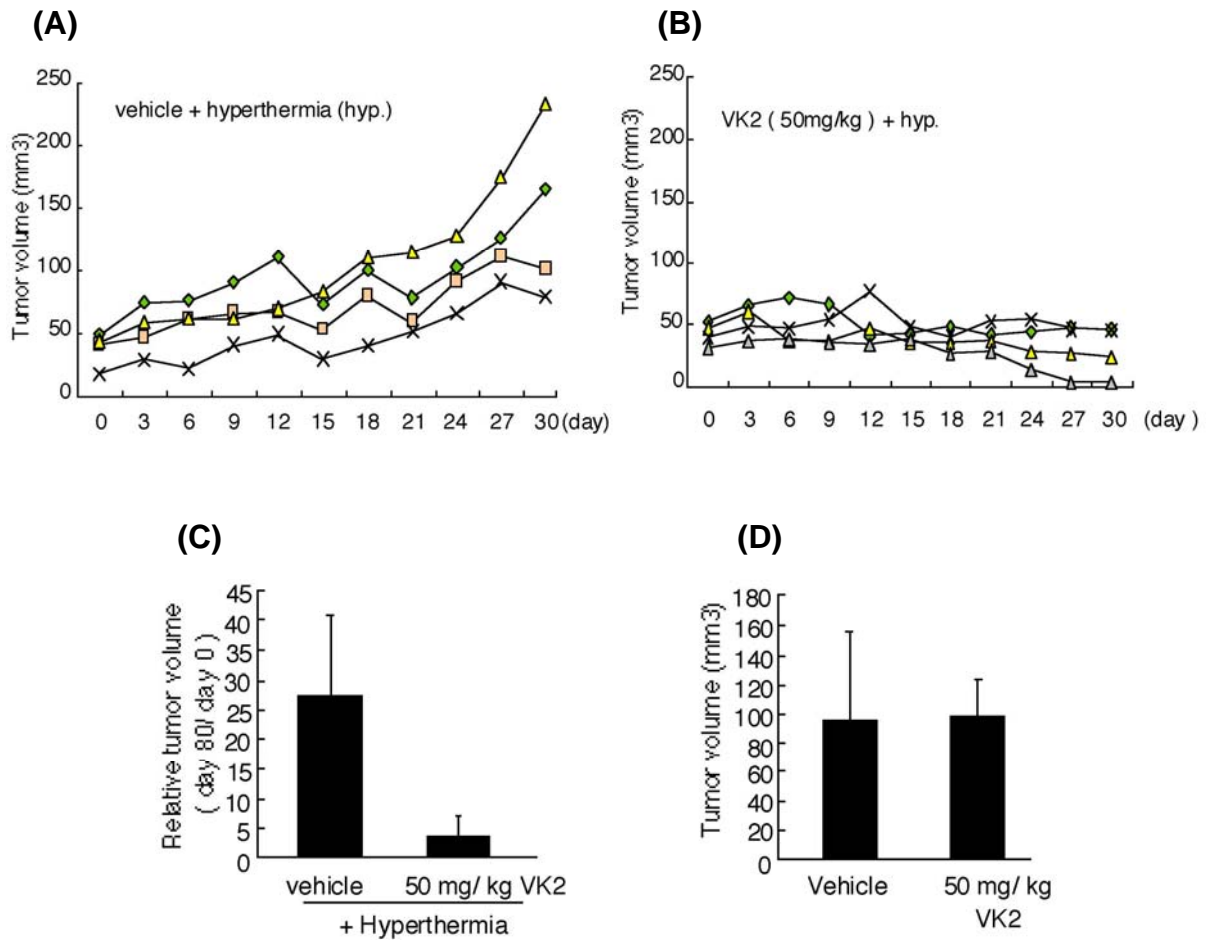 (A)
(B)
vehicle + hyperthermia (hyp.)
Tumor volume (mm3)
250
200
150
100
50
0
0 3 6 9 12 15 18 21 24 27 30 (day)
VK2 ( 50mg/kg ) + hyp.
Tumor volume (mm3)
250
200
150
100
50
0
0 3 6 9 12 15 18 21 24 27 30 (day )
(C)
(D)
Relative tumor volume
( day 80/ day 0 )
45
40
35
30
25
20
15
10
5
0
vehicle 50 mg/ kg VK2
+ Hyperthermia
Tumor volume (mm3)
180
160
140
120
100
80
60
40
20
0
Vehicle 50 mg/ kg
VK2